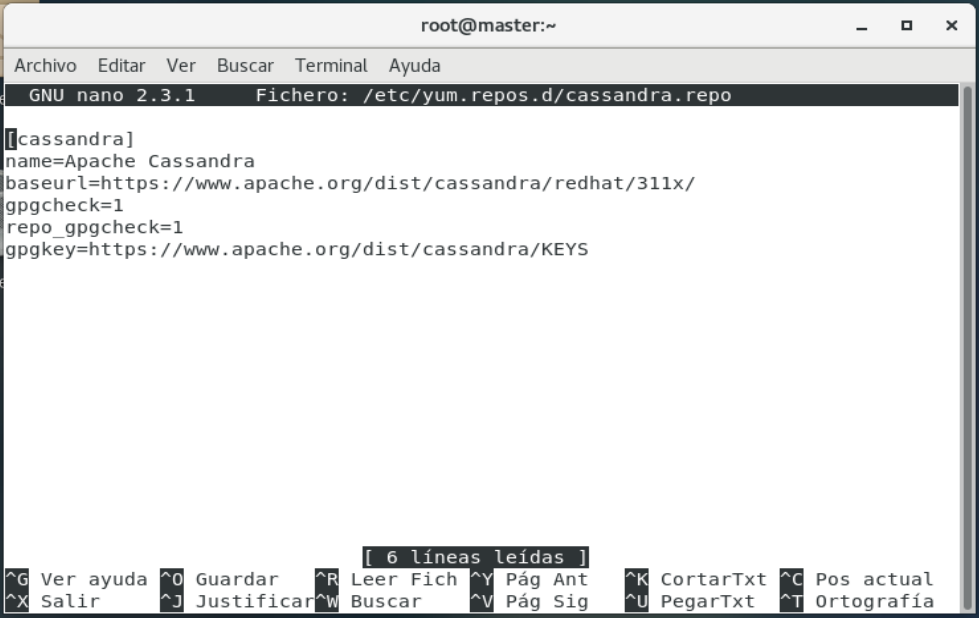 root@master:~
Archivo Editar Ver Buscar Terminal Ayuda
GNU nano 2.3.1 Fichero: /etc/yum.repos.d/cassandra.repo
[cassandra]
name=Apache Cassandra
baseurl=https://www.apache.org/dist/cassandra/redhat/311x/
gpgcheck=1
repo_gpgcheck=1
gpgkey=https://www.apache.org/dist/cassandra/KEYS
[ 6 líneas leídas ]
^G Ver ayuda ^O Guardar ^R Leer Fich ^Y Pág Ant ^K CortarTxt ^C Pos actual
^X Salir ^J Justificar ^W Buscar ^V Pág Sig ^U PegarTxt ^T Ortografía